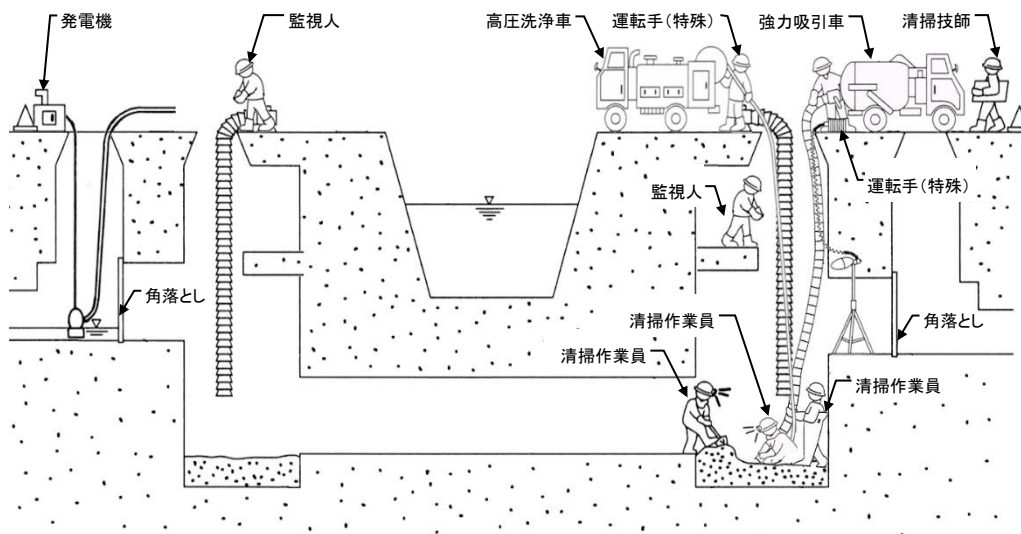 発電機
監視人
高圧洗浄車
運転手(特殊)
強力吸引車
清掃技師
運転手(特殊)
監視人
角落とし
清掃作業員
角落とし
清掃作業員
清掃作業員